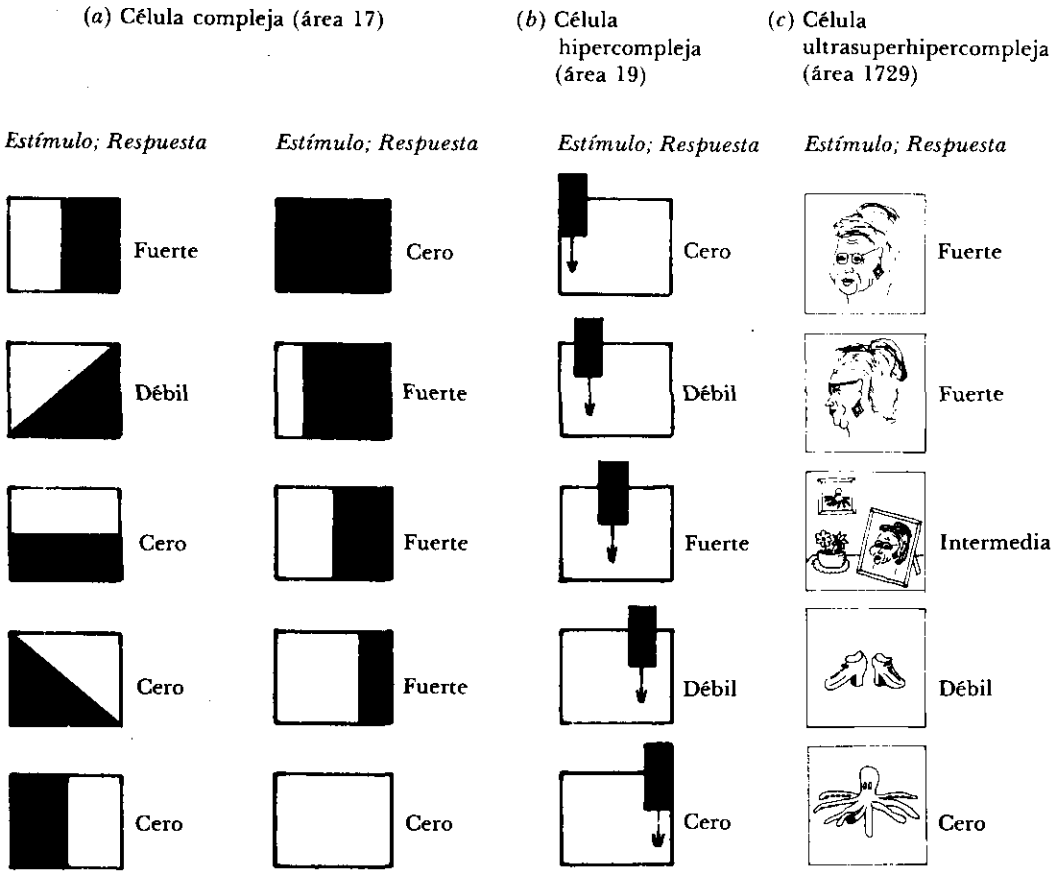 (a) Célula compleja (área 17)
(b) Célula
hipercompleja
(área 19)
(c) Célula
ultrasuperhipercompleja
(área 1729)
Estímulo; Respuesta
Estímulo; Respuesta
Estímulo; Respuesta
Estímulo; Respuesta
Fuerte
Cero
Cero
Fuerte
Débil
Fuerte
Débil
Fuerte
Cero
Fuerte
Fuerte
Intermedia
Cero
Fuerte
Débil
Débil
Cero
Cero
Cero
Cero